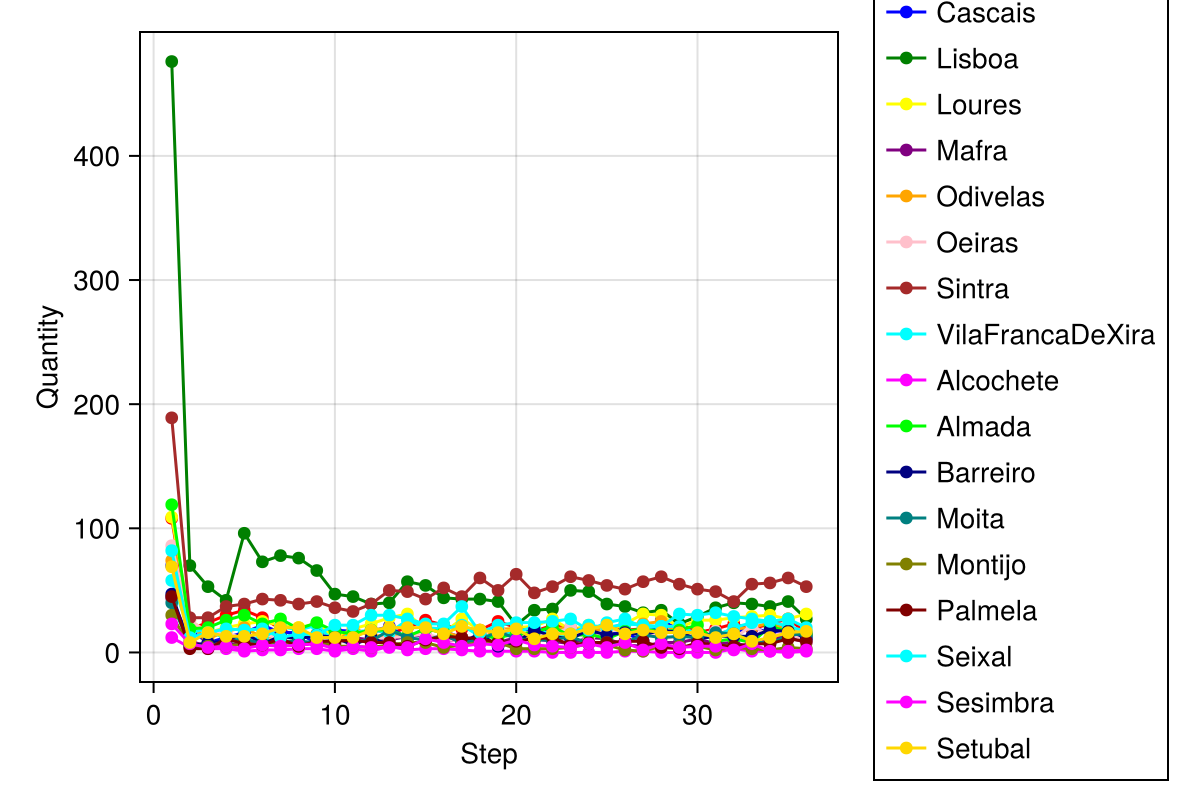 Cascais
Lisboa
Loures
Mafra
Odivelas
Oeiras
Sintra
VilaFrancaDeXira
Alcochete
Almada
Barreiro
Moita
Montijo
Palmela
Seixal
Sesimbra
Setubal
Quantity
400
300
200
100
0
0 10 20 30
Step